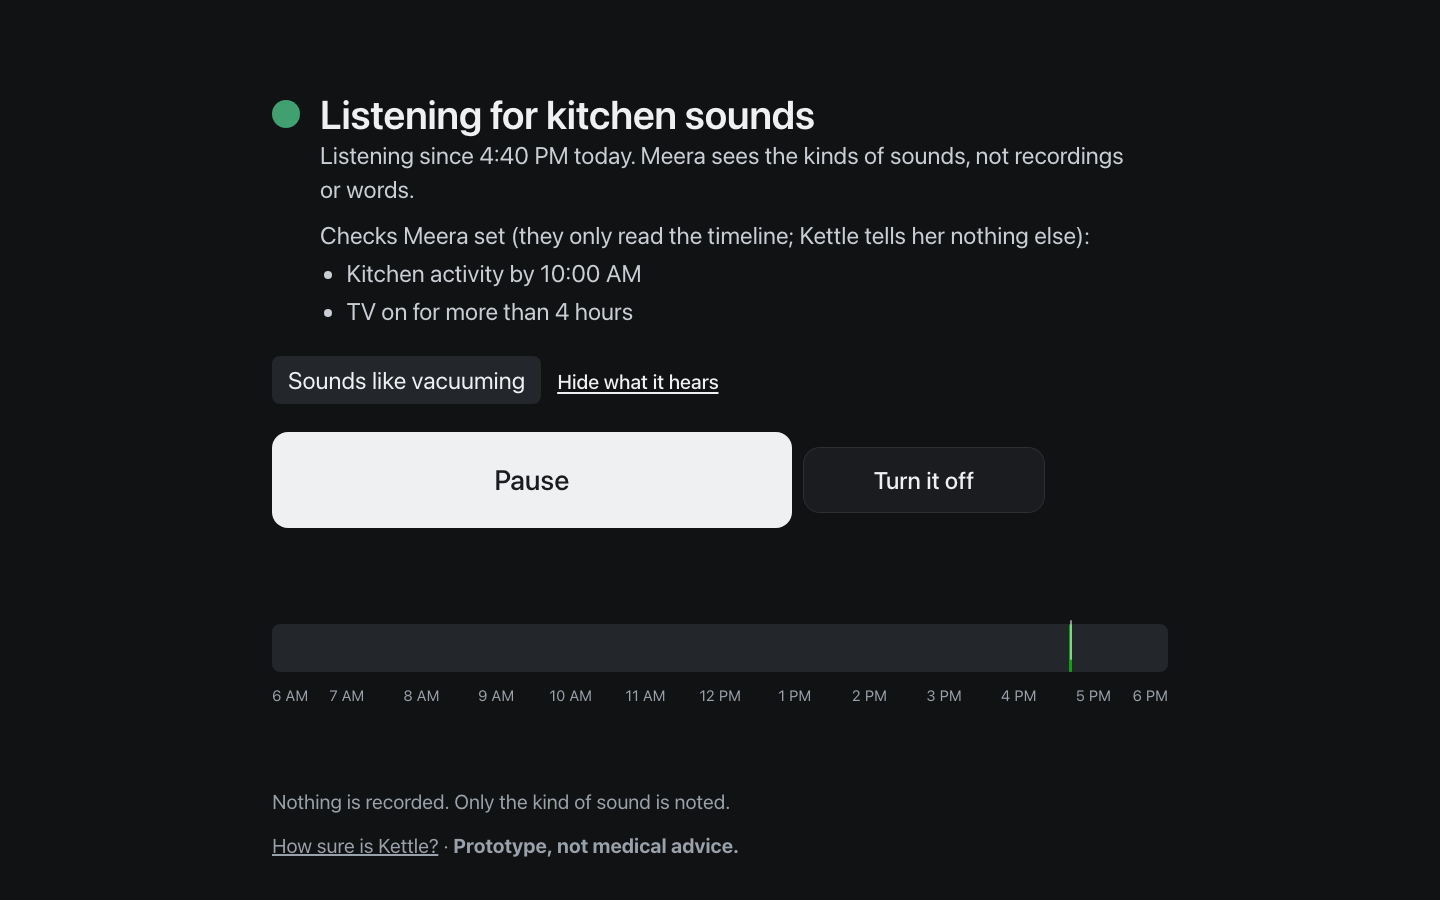 Listening for kitchen sounds
Listening since 4:40 PM today. Meera sees the kinds of sounds, not recordings
or words.
Checks Meera set (they only read the timeline; Kettle tells her nothing else):
• Kitchen activity by 10:00 AM
• TV on for more than 4 hours
Sounds like vacuuming Hide what it hears
Pause Turn it off
6 AM 7 AM 8 AM 9 AM 10 AM 11 AM 12 PM 1 PM 2 PM 3 PM 4 PM 5 PM 6 PM
Nothing is recorded. Only the kind of sound is noted.
How sure is Kettle? · Prototype, not medical advice.